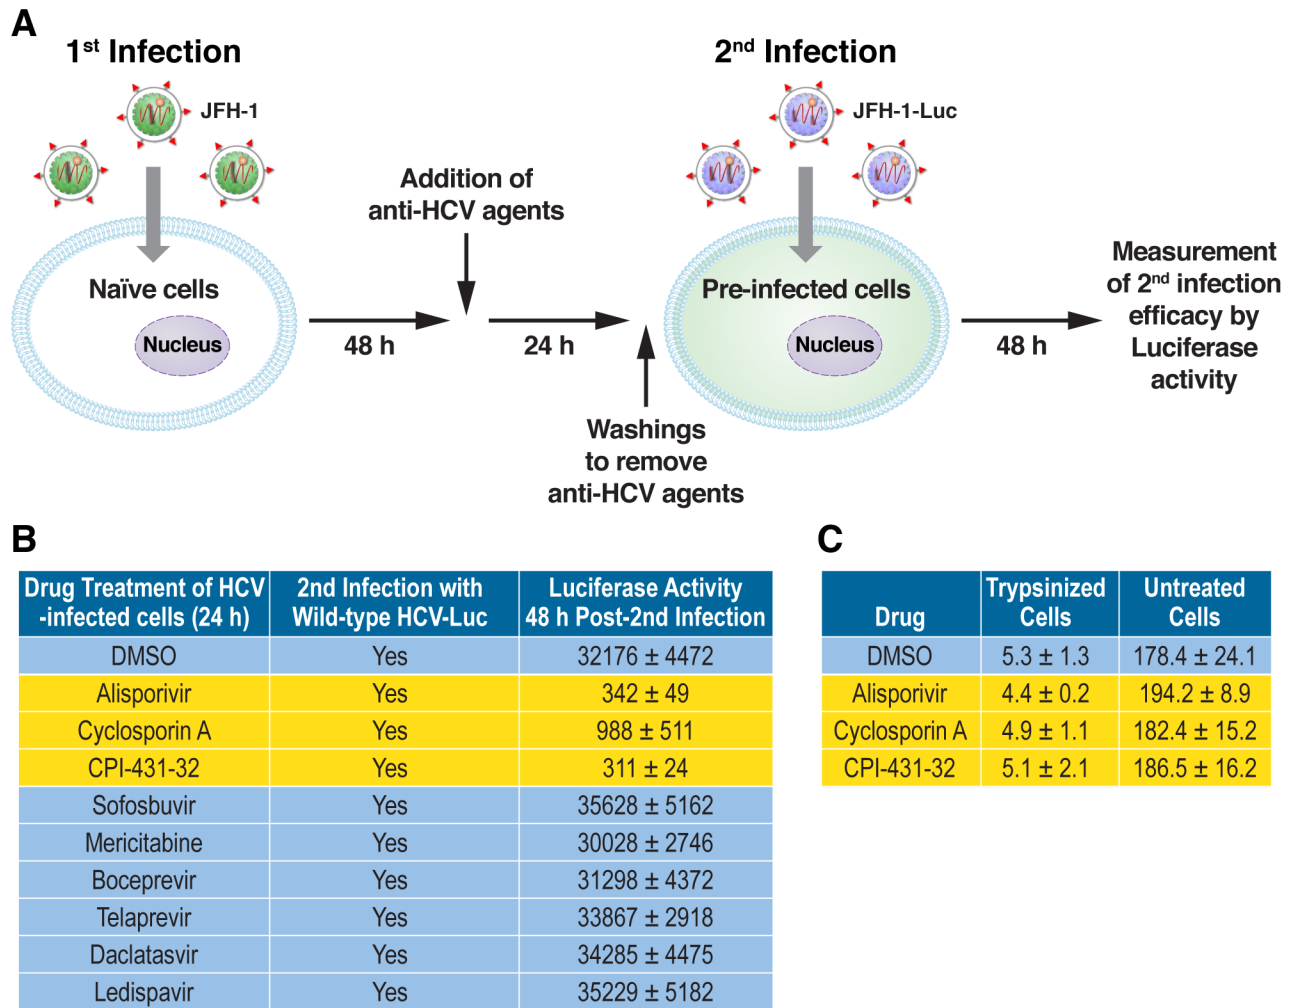 A
1st Infection
JFH-1
Naïve cells
Nucleus
48 h
Addition of
anti-HCV agents
24 h
Washings
to remove
anti-HCV agents
2nd Infection
JFH-1-Luc
Pre-infected cells
Nucleus
48 h
Measurement
of 2nd infection
efficacy by
Luciferase
activity
B
Drug Treatment of HCV 2nd Infection with Luciferase Activity
-infected cells (24 h) Wild-type HCV-Luc 48 h Post-2nd Infection
DMSO Yes 32176 ± 4472
Alisporivir Yes 342 ± 49
Cyclosporin A Yes 988 ± 511
CPI-431-32 Yes 311 ± 24
Sofosbuvir Yes 35628 ± 5162
Mericitabine Yes 30028 ± 2746
Boceprevir Yes 31298 ± 4372
Telaprevir Yes 33867 ± 2918
Daclatasvir Yes 34285 ± 4475
Ledispavir Yes 35229 ± 5182
C
Trypsinized Untreated
Drug Cells Cells
DMSO 5.3 ± 1.3 178.4 ± 24.1
Alisporivir 4.4 ± 0.2 194.2 ± 8.9
Cyclosporin A 4.9 ± 1.1 182.4 ± 15.2
CPI-431-32 5.1 ± 2.1 186.5 ± 16.2